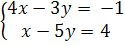 4x − 3y = −1
x − 5y = 4